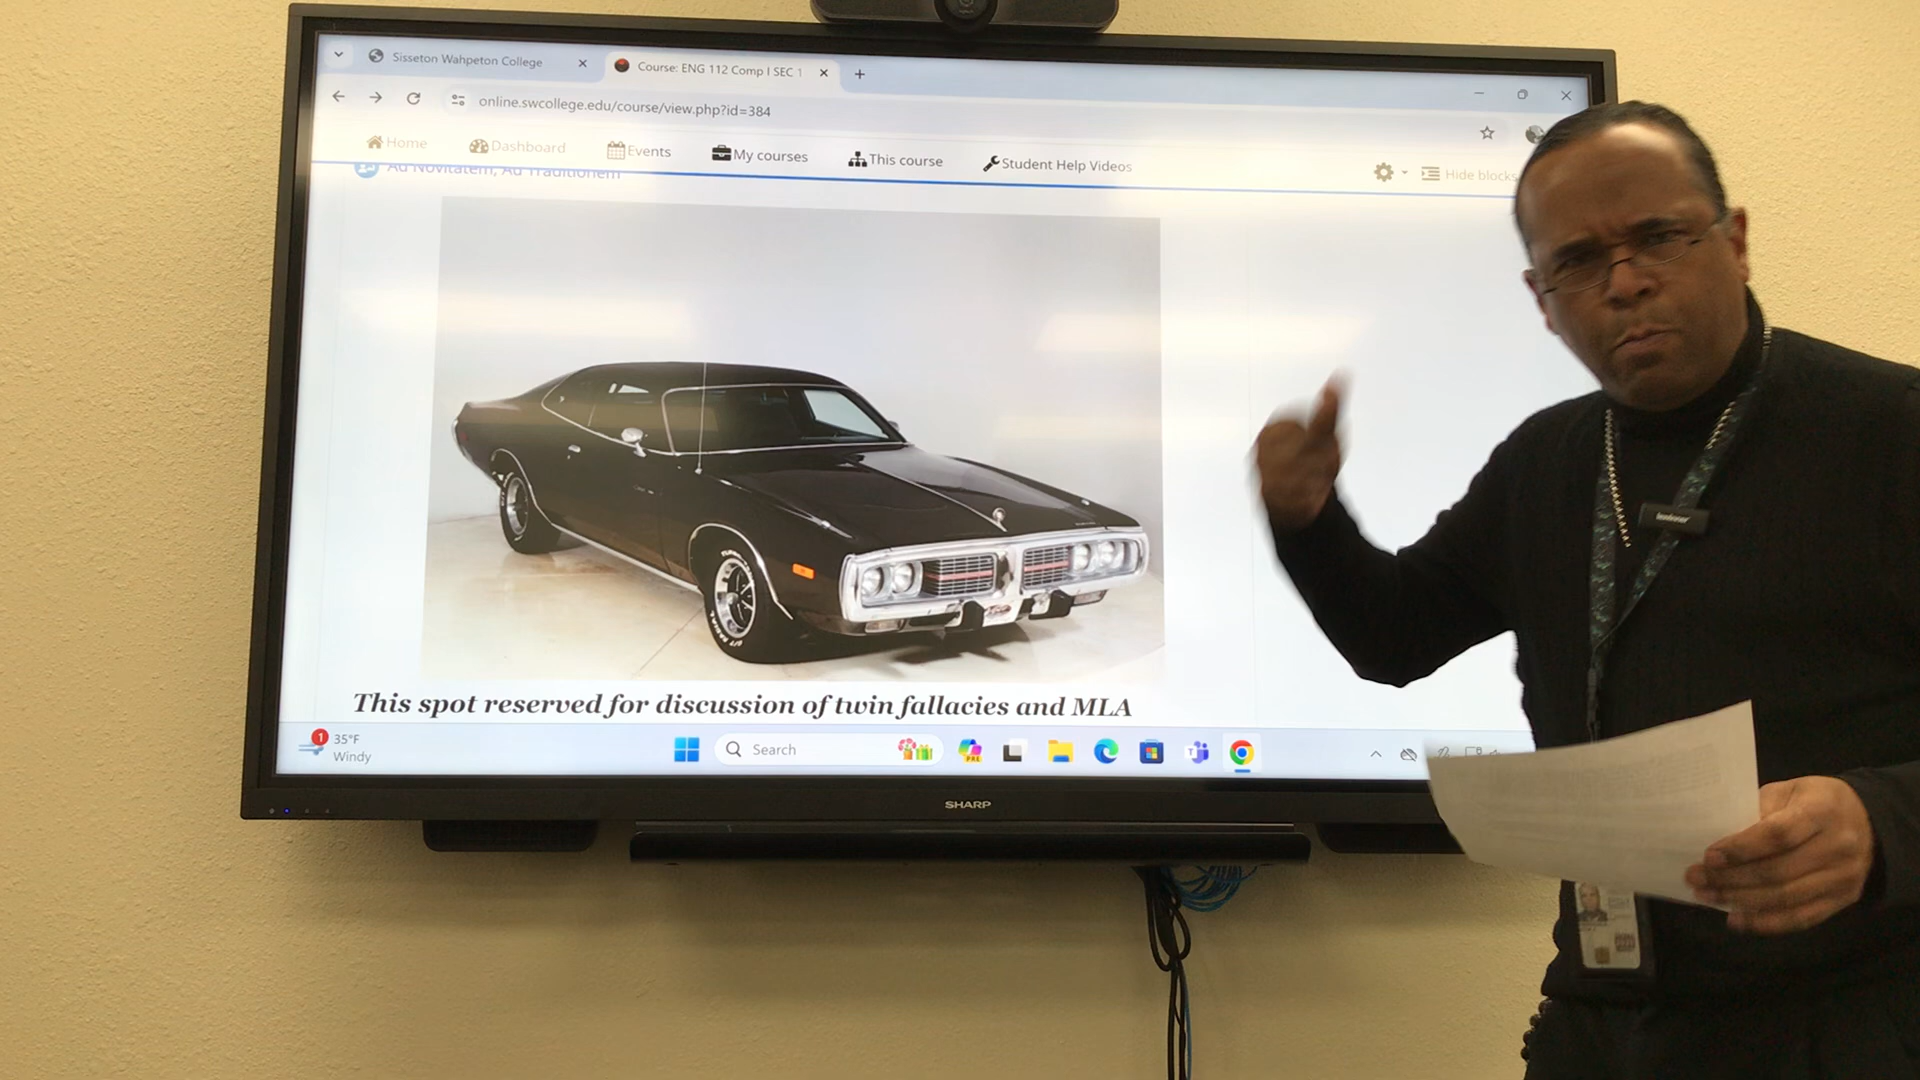 Sisseton Wahpeton College
Course: ENG 112 Comp I SEC 1
online.swcollege.edu/course/view.php?id=384
Home
Dashboard
Events
My courses
This course
Student Help Videos
Hide blocks
Ad Novitatem, Ad Traditionem
This spot reserved for discussion of twin fallacies and MLA
1
35°F
Windy
Search
PRE
SHARP